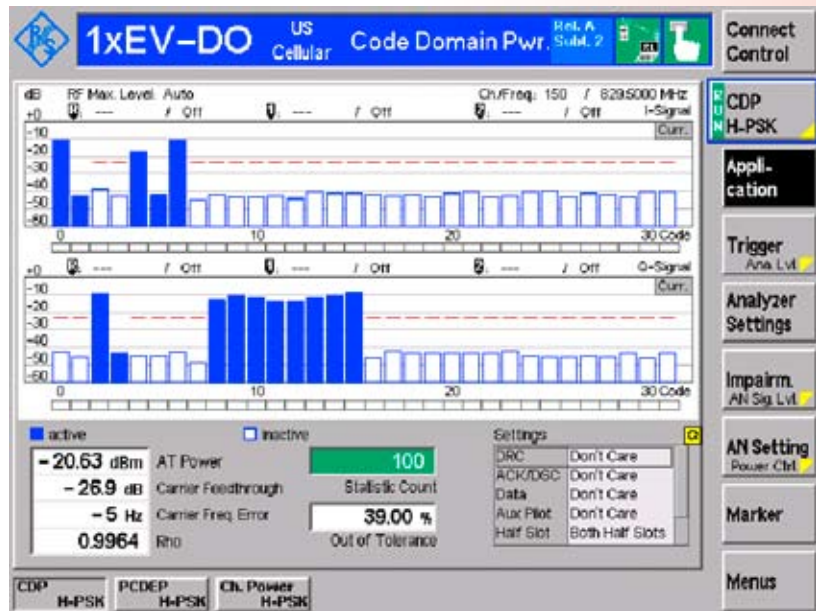 1xEV-DO US Cellular Code Domain Pwr. Rel. A Subt. 2
Connect Control
dB RF Max. Level: Auto Ch./Freq.: 150 / 829.5000 MHz
+0 --- / Off --- / Off --- / Off I-Signal
Curr.
-10
-20
-30
-40
-50
-60
0 10 20 30 Code
+0 --- / Off --- / Off --- / Off Q-Signal
Curr.
-10
-20
-30
-40
-50
-60
0 10 20 30 Code
active inactive
-20.63 dBm AT Power
-26.9 dB Carrier Feedthrough
-5 Hz Carrier Freq. Error
0.9964 Rho
100
Statistic Count
39.00 %
Out of Tolerance
Settings
DRC Don't Care
ACK/DSC Don't Care
Data Don't Care
Aux Pilot Don't Care
Half Slot Both Half Slots
RUN
CDP
H-PSK
Appli-
cation
Trigger
Ana. Lvl.
Analyzer
Settings
Impairm.
AN Sig. Lvl.
AN Setting
Power Ctrl.
Marker
Menus
CDP H-PSK
PCDEP H-PSK
Ch. Power H-PSK